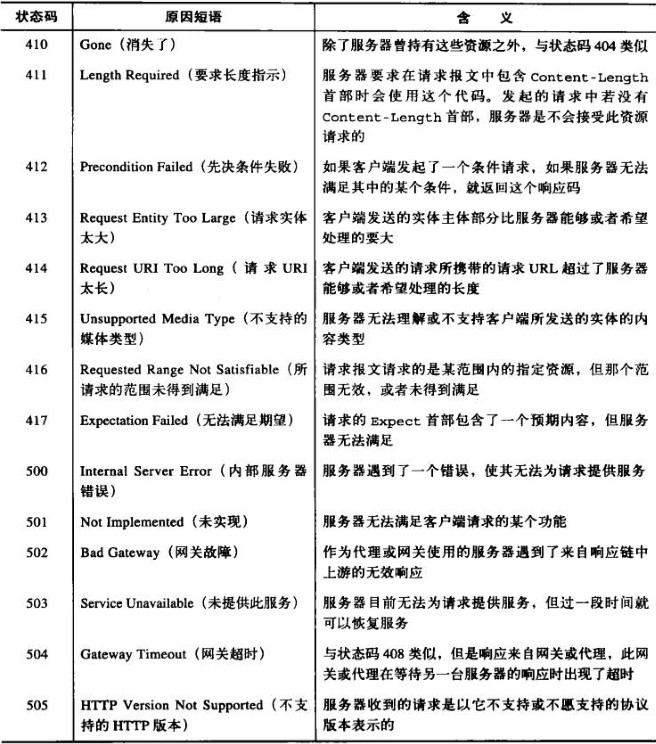 状态码 原因短语 含 义
410 Gone（消失了） 除了服务器曾持有这些资源之外，与状态码 404 类似
411 Length Required（要求长度指示） 服务器要求在请求报文中包含 Content-Length
首部时会使用这个代码。发起的请求中若没有
Content-Length 首部，服务器是不会接受此资源
请求的
412 Precondition Failed（先决条件失败） 如果客户端发起了一个条件请求，如果服务器无法
满足其中的某个条件，就返回这个响应码
413 Request Entity Too Large（请求实体 客户端发送的实体主体部分比服务器能够或者希望
太大） 处理的要大
414 Request URI Too Long（请求 URI 客户端发送的请求所携带的请求 URL 超过了服务器
太长） 能够或者希望处理的长度
415 Unsupported Media Type（不支持的 服务器无法理解或不支持客户端所发送的实体的内
媒体类型） 容类型
416 Requested Range Not Satisfiable（所 请求报文请求的是某范围内的指定资源，但那个范
请求的范围未得到满足） 围无效，或者未得到满足
417 Expectation Failed（无法满足期望） 请求的 Expect 首部包含了一个预期内容，但服务
器无法满足
500 Internal Server Error（内部服务器 服务器遇到了一个错误，使其无法为请求提供服务
错误）
501 Not Implemented（未实现） 服务器无法满足客户端请求的某个功能
502 Bad Gateway（网关故障） 作为代理或网关使用的服务器遇到了来自响应链中
上游的无效响应
503 Service Unavailable（未提供此服务） 服务器目前无法为请求提供服务，但过一段时间就
可以恢复服务
504 Gateway Timeout（网关超时） 与状态码 408 类似，但是响应来自网关或代理，此网
关或代理在等待另一台服务器的响应时出现了超时
505 HTTP Version Not Supported（不支 服务器收到的请求是以它不支持或不愿支持的协议
持的 HTTP 版本） 版本表示的